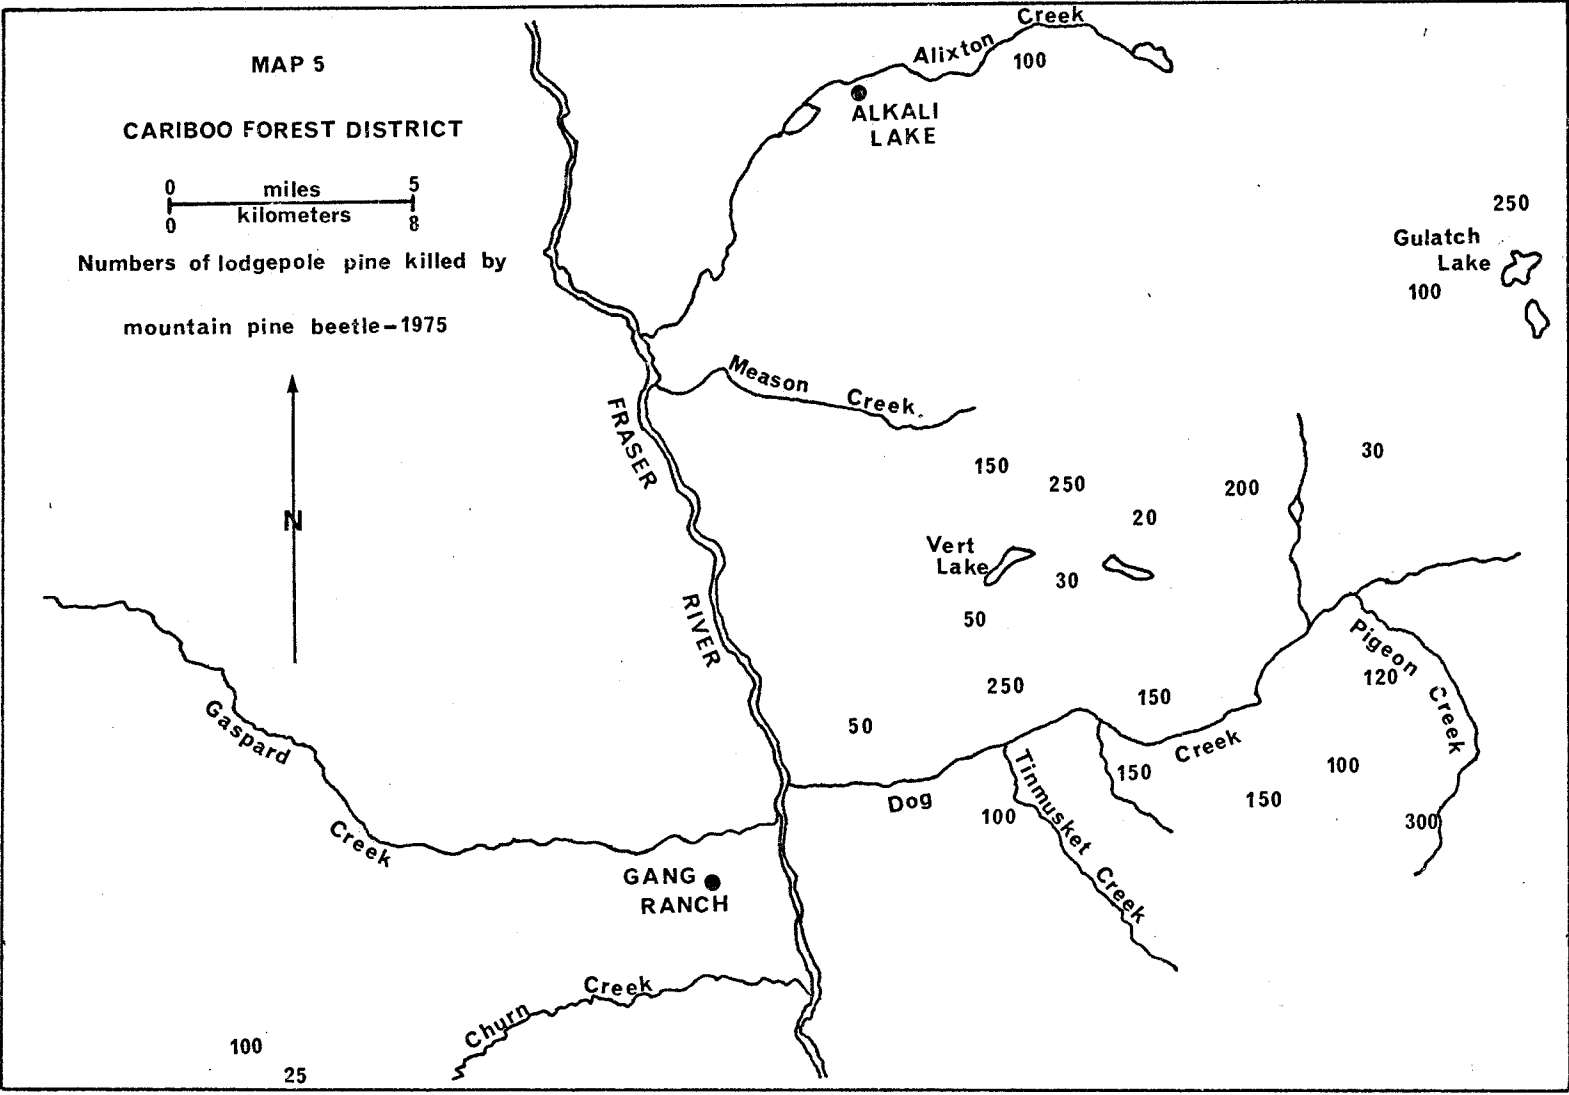 MAP 5
CARIBOO FOREST DISTRICT
0 miles 5
0 kilometers 8
Numbers of lodgepole pine killed by
mountain pine beetle–1975
N
Alixton Creek
100
ALKALI
LAKE
250
Gulatch
Lake
100
Meason Creek
FRASER RIVER
150
250
20
200
30
Vert
Lake
30
50
250
150
50
Pigeon Creek
120
Gaspard Creek
Dog Creek
150
100
150
300
100
Tinmusket Creek
GANG
RANCH
Churn Creek
100
25